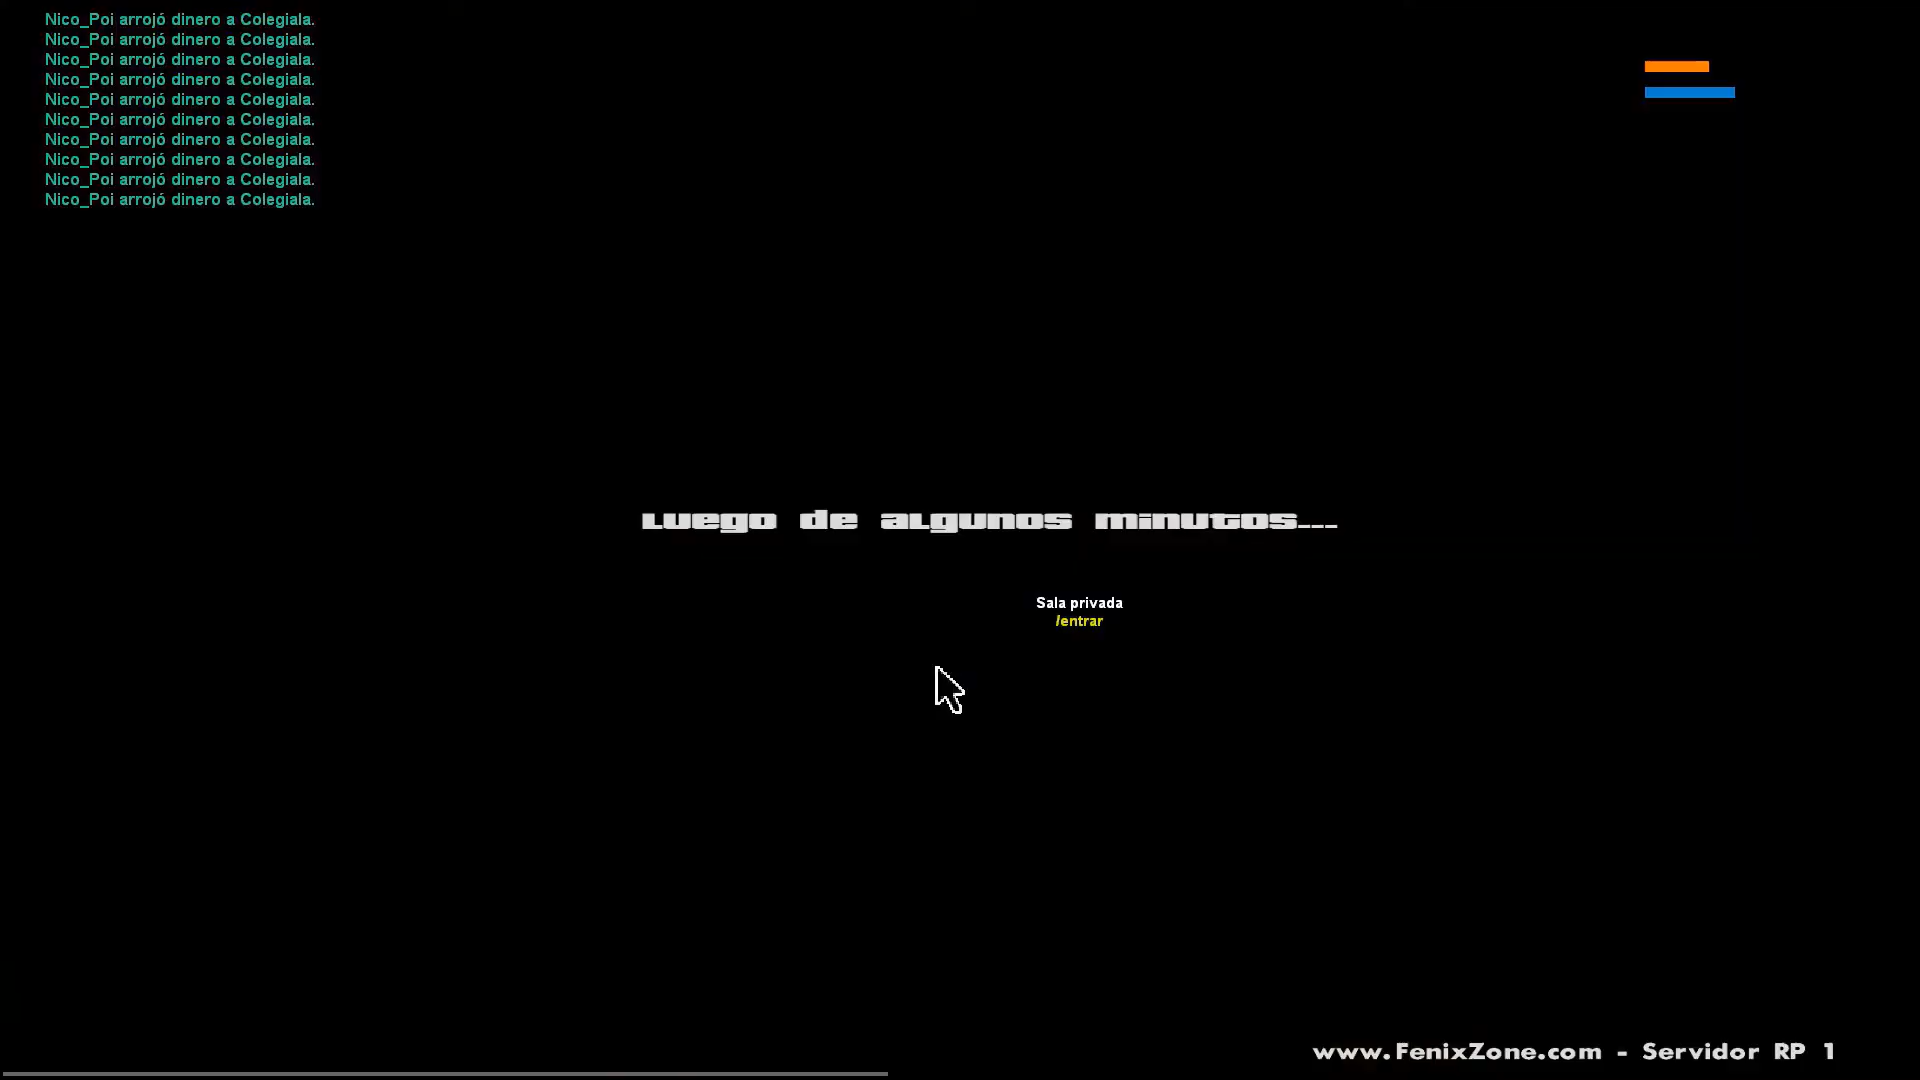 Nico_Poi arrojó dinero a Colegiala.
Nico_Poi arrojó dinero a Colegiala.
Nico_Poi arrojó dinero a Colegiala.
Nico_Poi arrojó dinero a Colegiala.
Nico_Poi arrojó dinero a Colegiala.
Nico_Poi arrojó dinero a Colegiala.
Nico_Poi arrojó dinero a Colegiala.
Nico_Poi arrojó dinero a Colegiala.
Nico_Poi arrojó dinero a Colegiala.
Nico_Poi arrojó dinero a Colegiala.
Luego de algunos minutos...
Sala privada
/entrar
www.FenixZone.com - Servidor RP 1